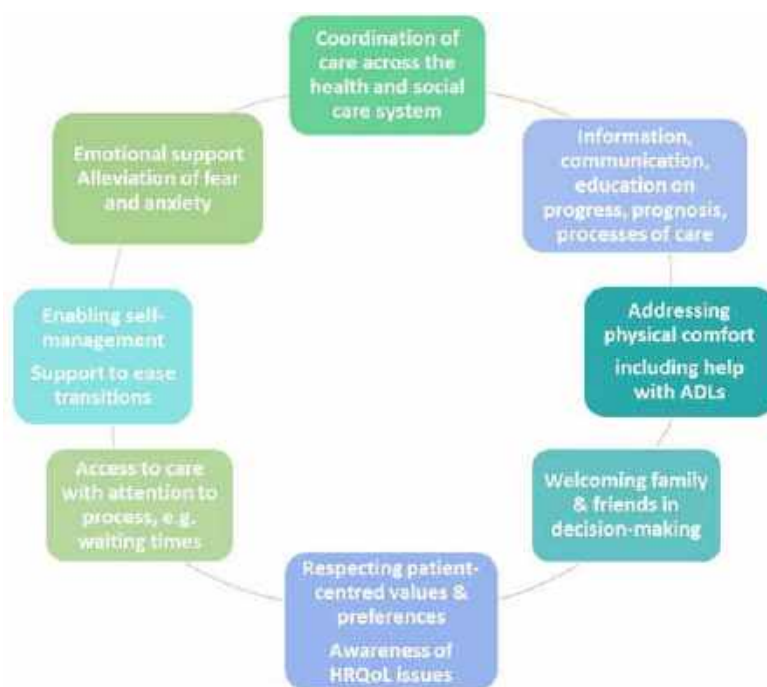 Coordination of
care across the
health and social
care system
Information,
communication,
education on
progress, prognosis,
processes of care
Addressing
physical comfort
including help
with ADLs
Welcoming family
& friends in
decision-making
Respecting patient-
centred values &
preferences
Awareness of
HRQoL issues
Access to care
with attention to
process, e.g.
waiting times
Enabling self-
management
Support to ease
transitions
Emotional support
Alleviation of fear
and anxiety